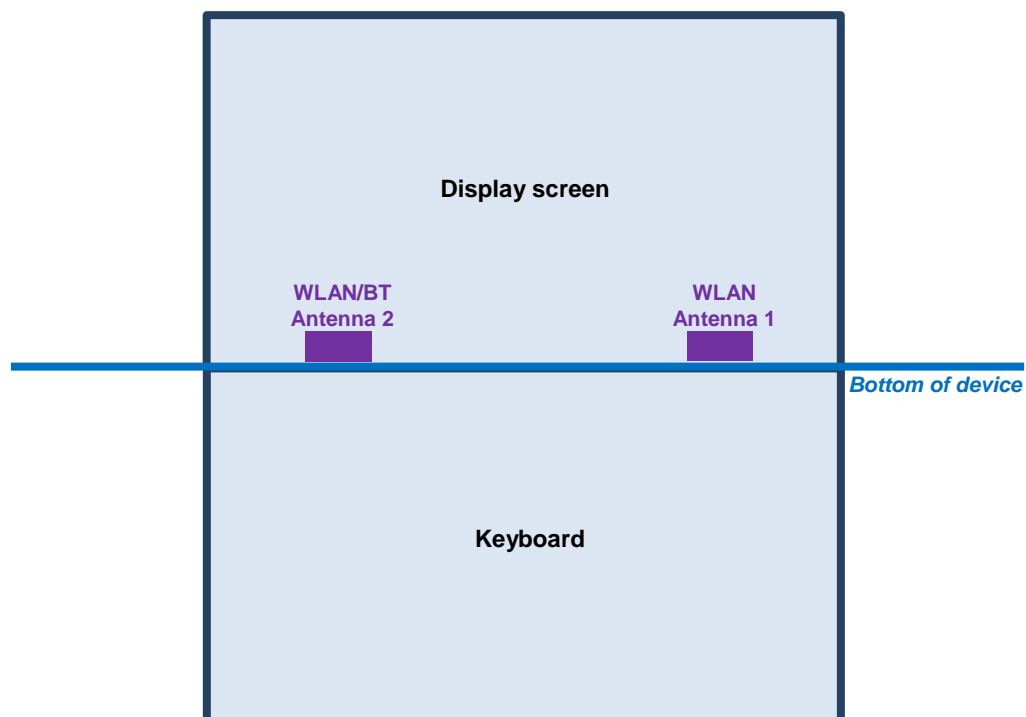 Display screen
WLAN/BT
Antenna 2
WLAN
Antenna 1
Bottom of device
Keyboard